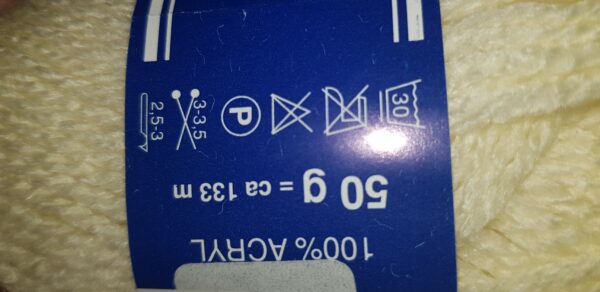 100% ACRYL
50 g = ca 133 m
30 P 3-3,5 2,5-3